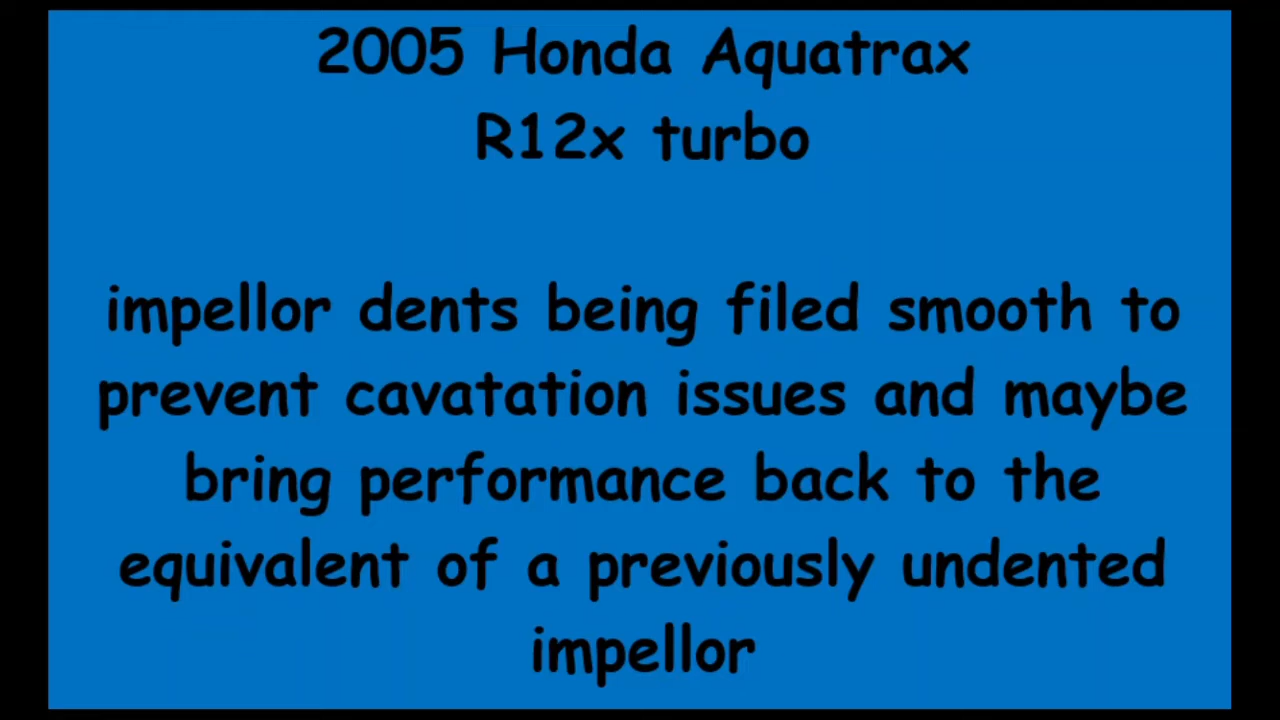 2005 Honda Aquatrax
R12x turbo
impellor dents being filed smooth to
prevent cavatation issues and maybe
bring performance back to the
equivalent of a previously undented
impellor